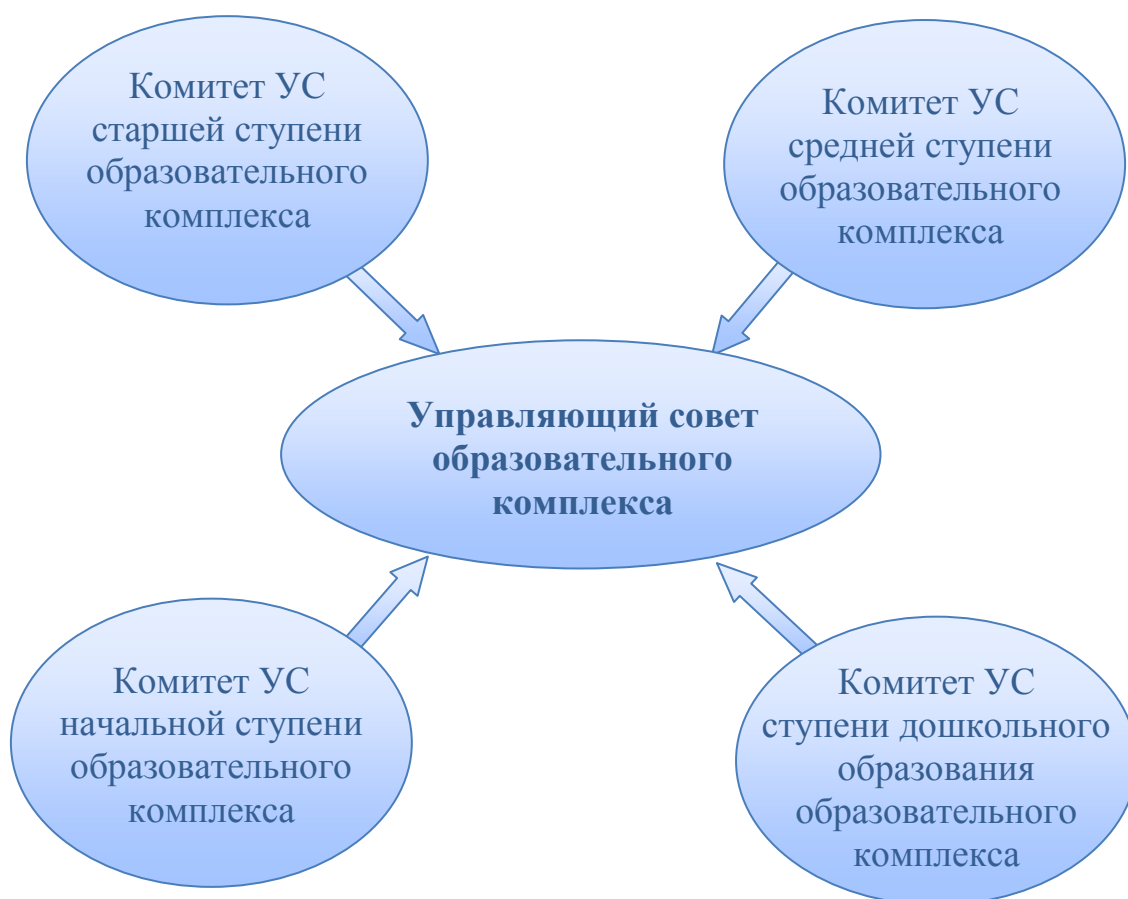 Комитет УС
старшей ступени
образовательного
комплекса
Комитет УС
средней ступени
образовательного
комплекса
Управляющий совет
образовательного
комплекса
Комитет УС
начальной ступени
образовательного
комплекса
Комитет УС
ступени дошкольного
образования
образовательного
комплекса